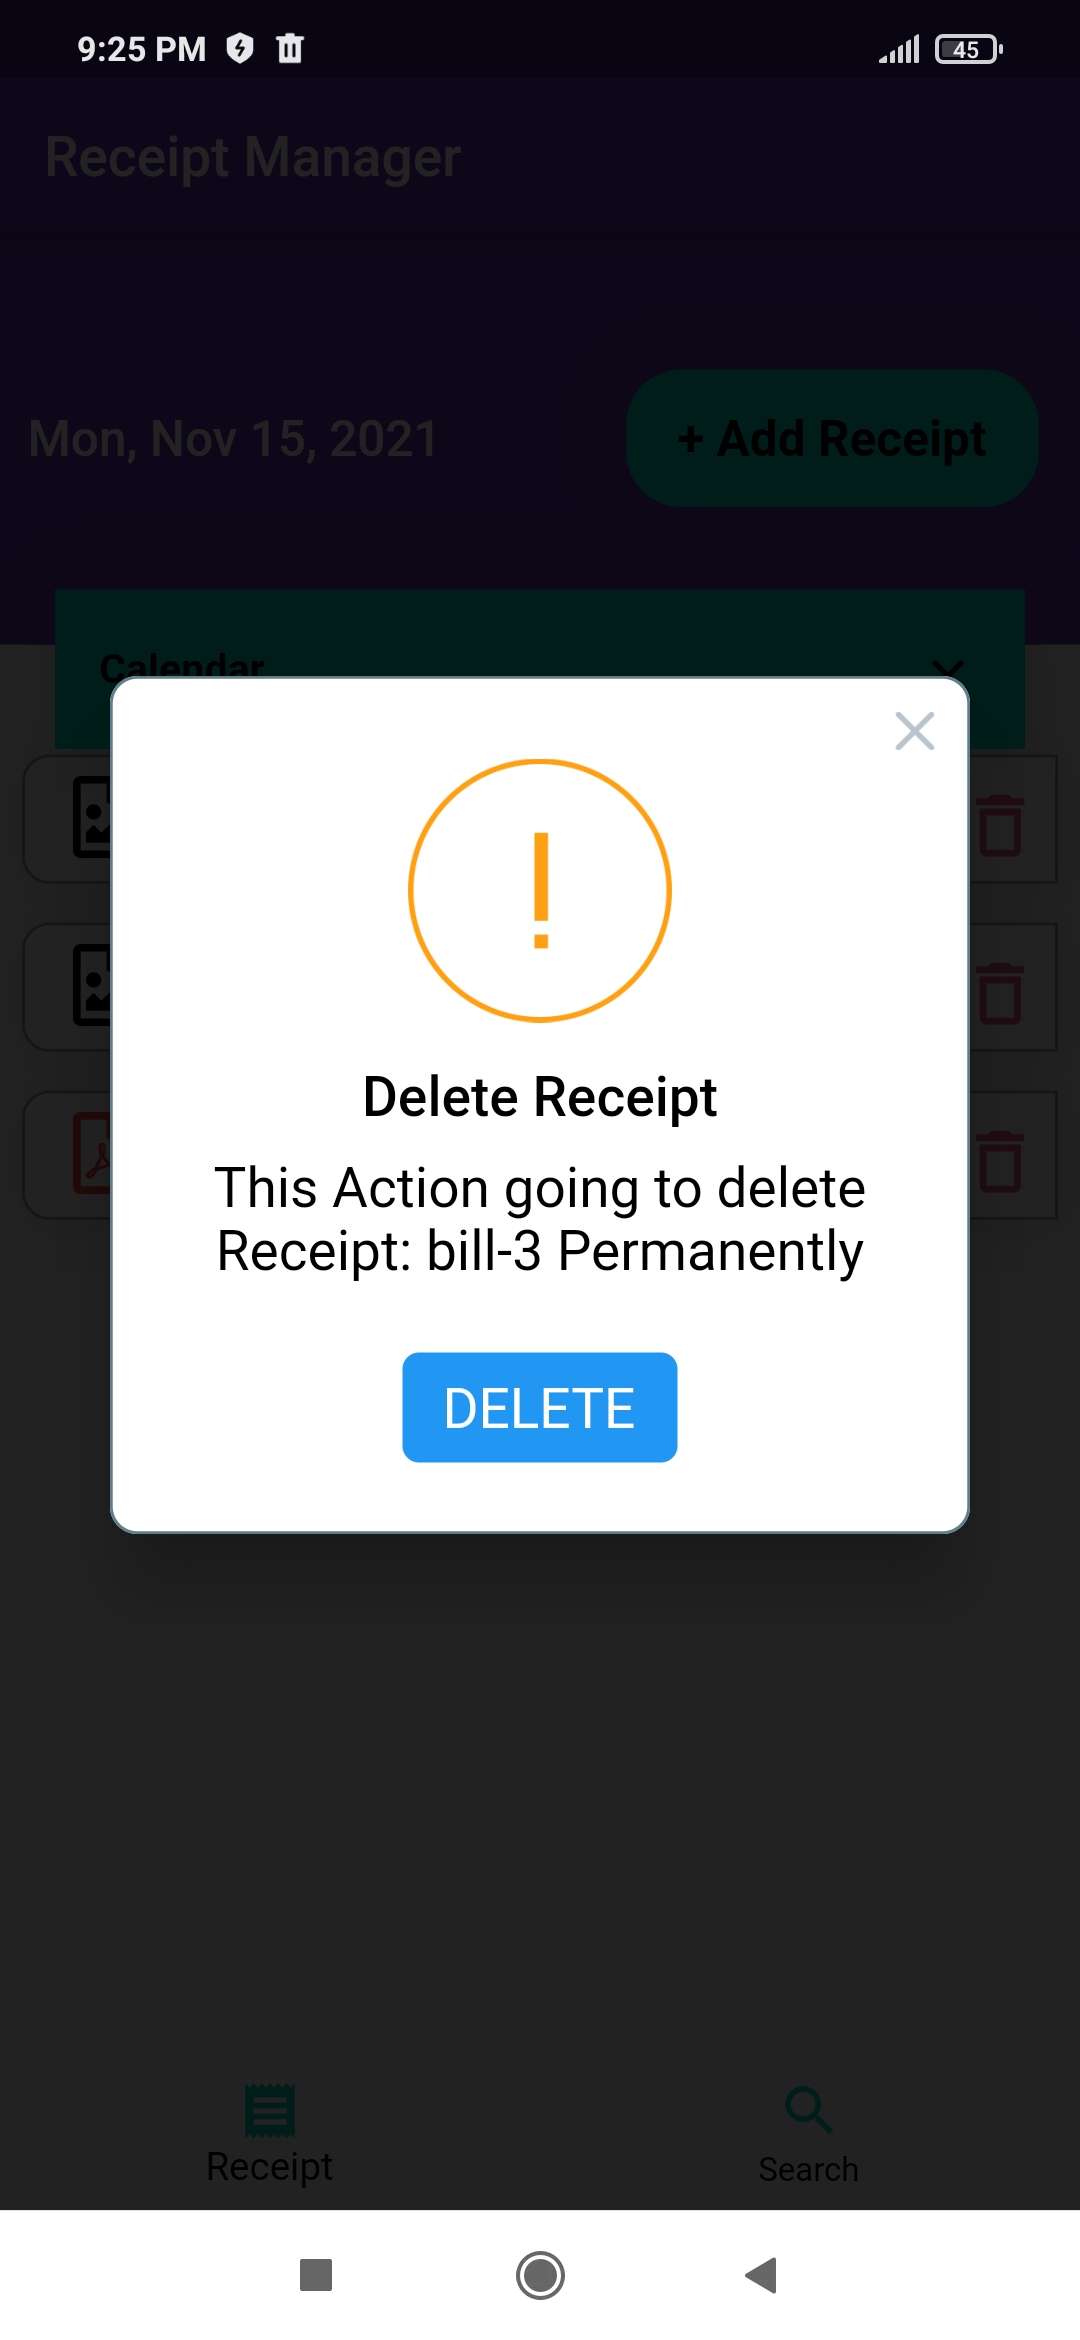 9:25 PM
45
Receipt Manager
Mon, Nov 15, 2021
+ Add Receipt
Calendar
Delete Receipt
This Action going to delete
Receipt: bill-3 Permanently
DELETE
Receipt
Search